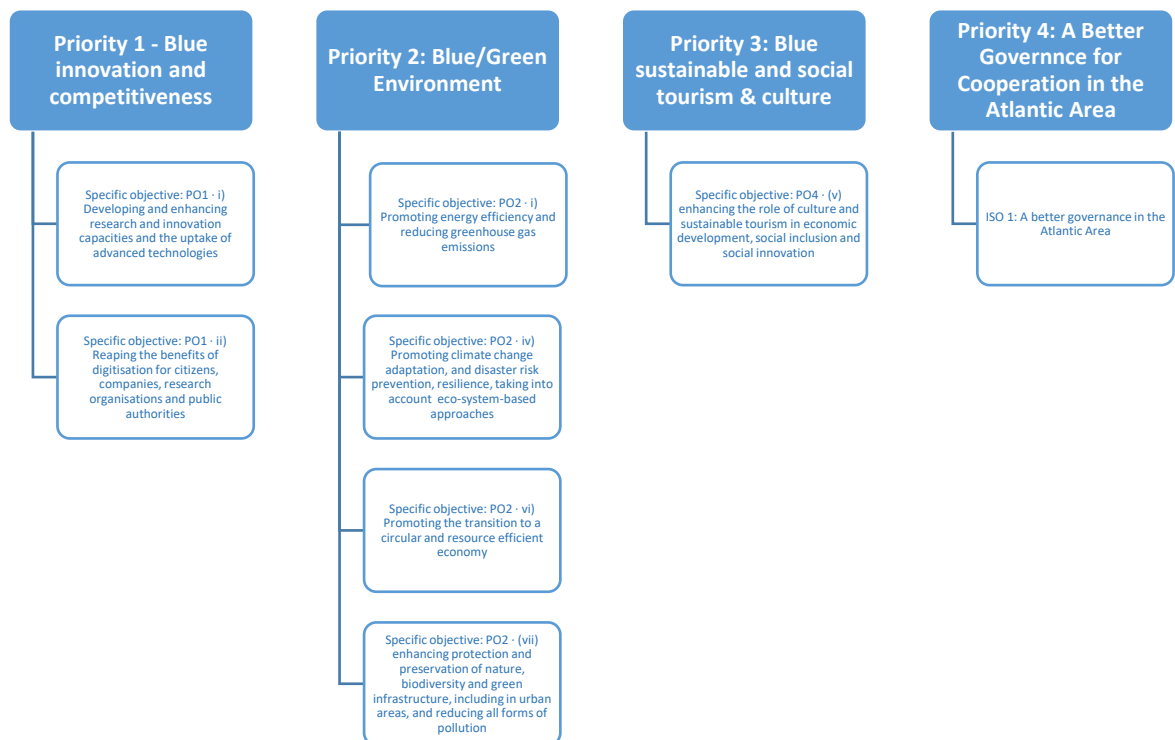 Priority 1 - Blue
innovation and
competitiveness
Specific objective: PO1 · i)
Developing and enhancing
research and innovation
capacities and the uptake of
advanced technologies
Specific objective: PO1 · ii)
Reaping the benefits of
digitisation for citizens,
companies, research
organisations and public
authorities
Priority 2: Blue/Green
Environment
Specific objective: PO2 · i)
Promoting energy efficiency and
reducing greenhouse gas
emissions
Specific objective: PO2 · iv)
Promoting climate change
adaptation, and disaster risk
prevention, resilience, taking into
account eco-system-based
approaches
Specific objective: PO2 · vi)
Promoting the transition to a
circular and resource efficient
economy
Specific objective: PO2 · (vii)
enhancing protection and
preservation of nature,
biodiversity and green
infrastructure, including in urban
areas, and reducing all forms of
pollution
Priority 3: Blue
sustainable and social
tourism & culture
Specific objective: PO4 · (v)
enhancing the role of culture and
sustainable tourism in economic
development, social inclusion and
social innovation
Priority 4: A Better
Governnce for
Cooperation in the
Atlantic Area
ISO 1: A better governance in the
Atlantic Area